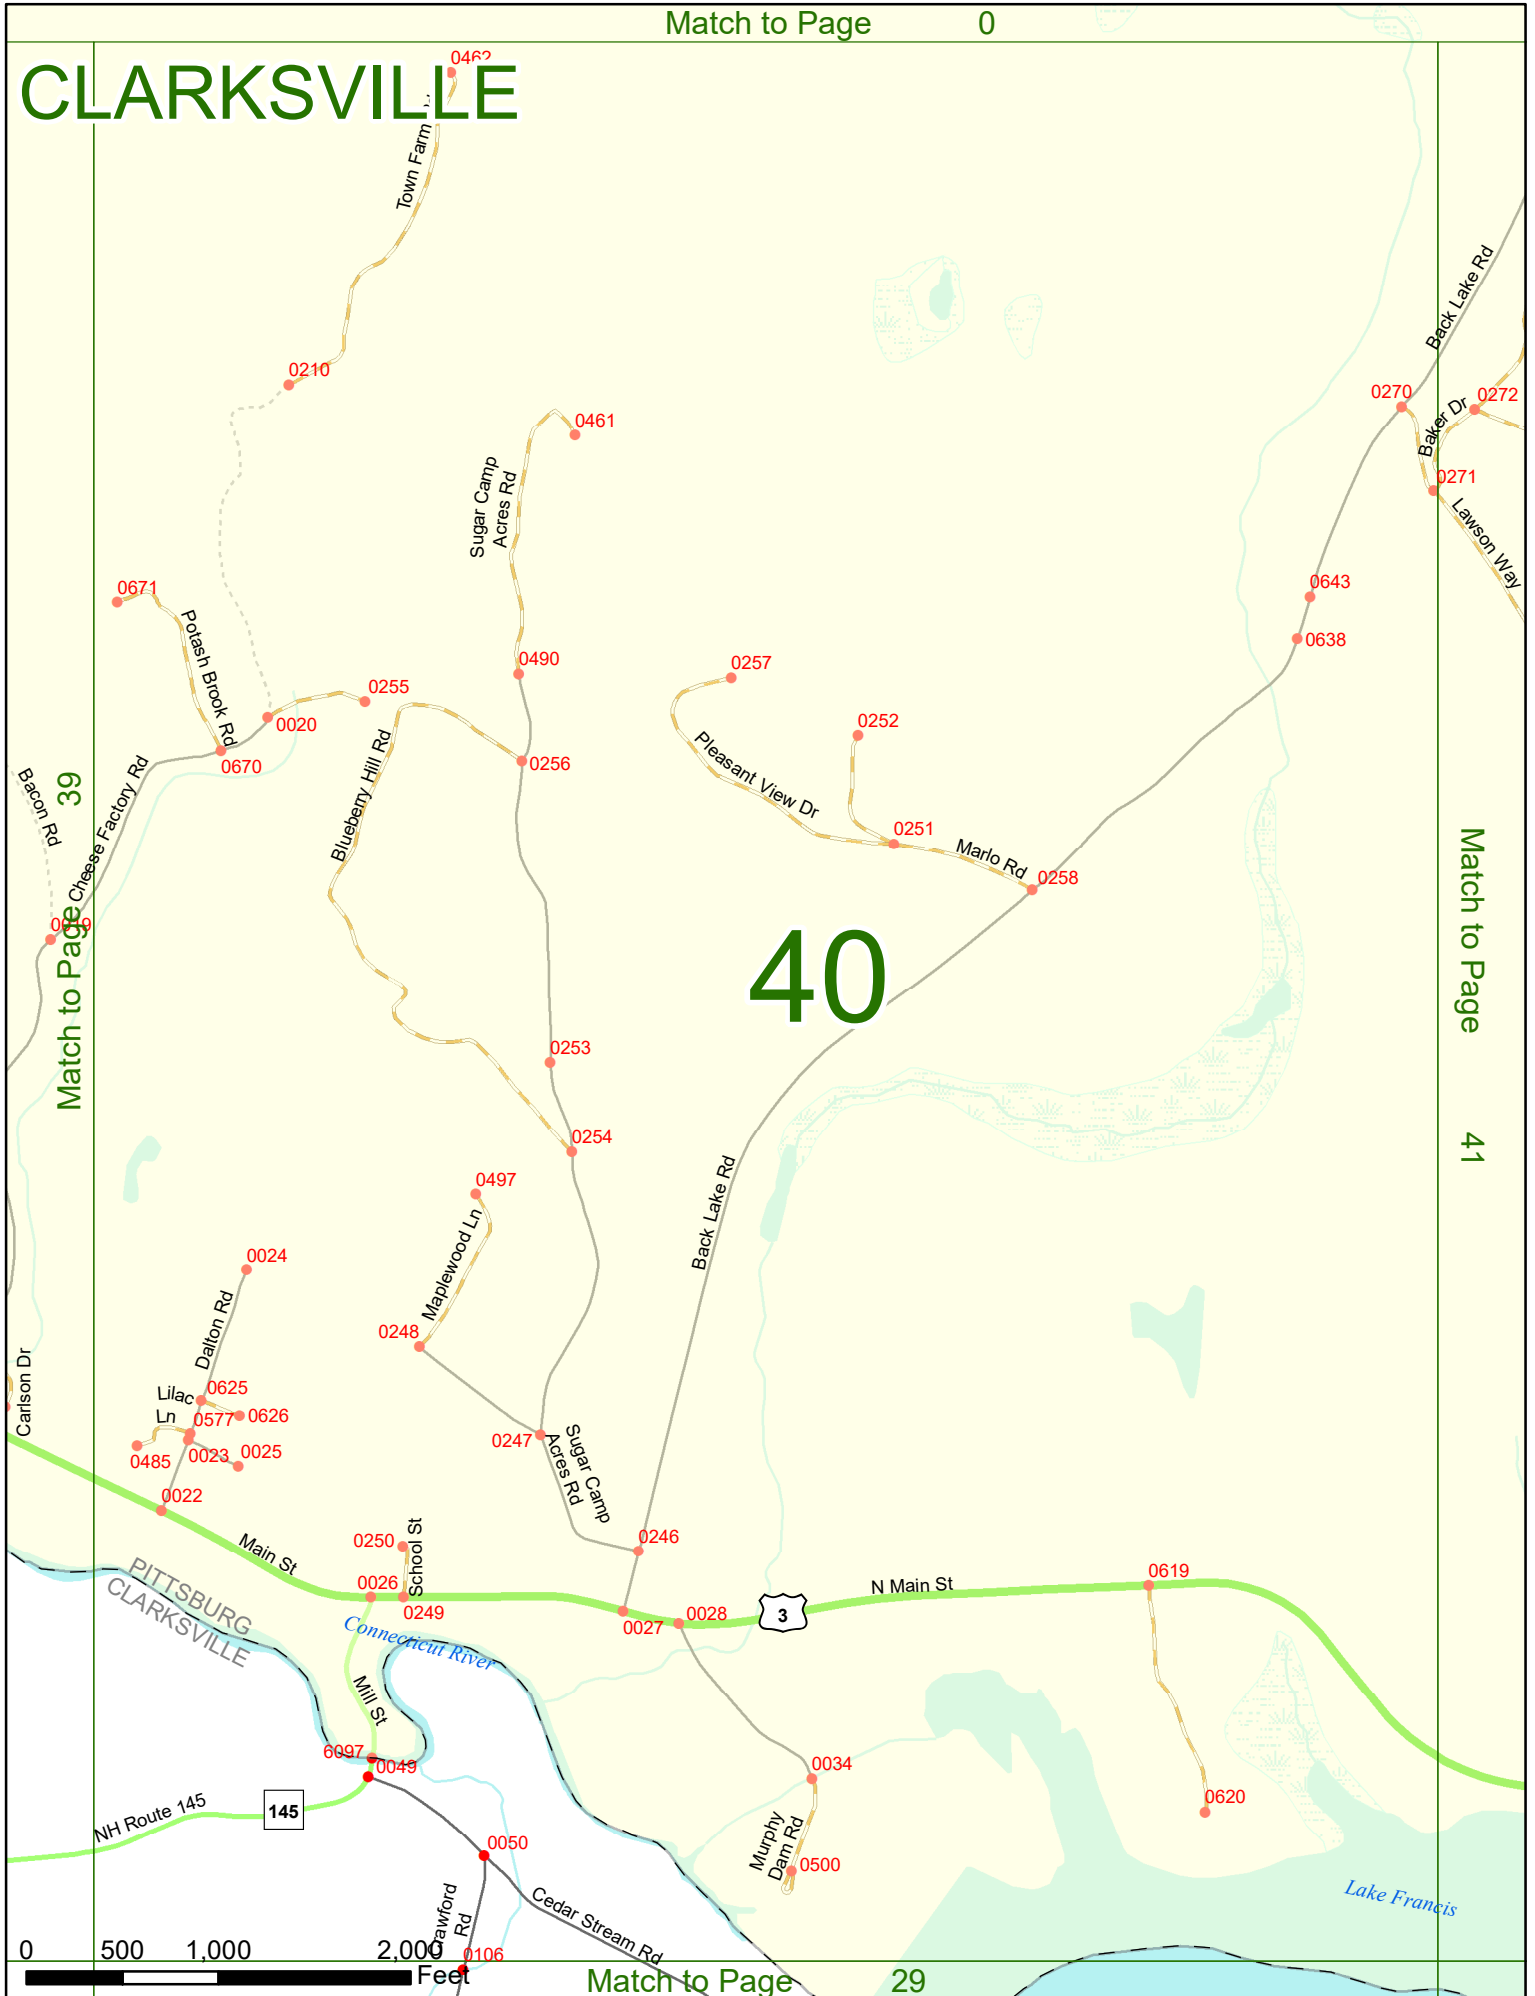 Match to Page 0
CLARKSVILLE
0462
Town Farm
Back Lake Rd
0210
0270
0272
Baker Dr
0461
Sugar Camp
Acres Rd
0271
Lawson Way
0671
0643
0638
Potash Brook Rd
0490
0257
0255
0020
0252
0670
0256
Pleasant View Dr
Blueberry Hill Rd
Bacon Rd
Cheese Factory Rd
Match to Page 39
0251
Marlo Rd
0258
Match to Page 41
40
0253
0254
Back Lake Rd
0497
Maplewood Ln
0024
Dalton Rd
0248
Carlson Dr
0625
Lilac
Ln
0626
0577
0023
0025
0485
0247
Sugar Camp
Acres Rd
0022
Main St
0250
School St
0246
0026
0249
0027
0028
3
N Main St
0619
PITTSBURG
CLARKSVILLE
Connecticut River
Mill St
6097
0049
0034
0620
NH Route 145
145
0050
Murphy
Dam Rd
0500
Lake Francis
Cedar Stream Rd
Crawford
Rd
0106
0 500 1,000 2,000
Feet
Match to Page 29